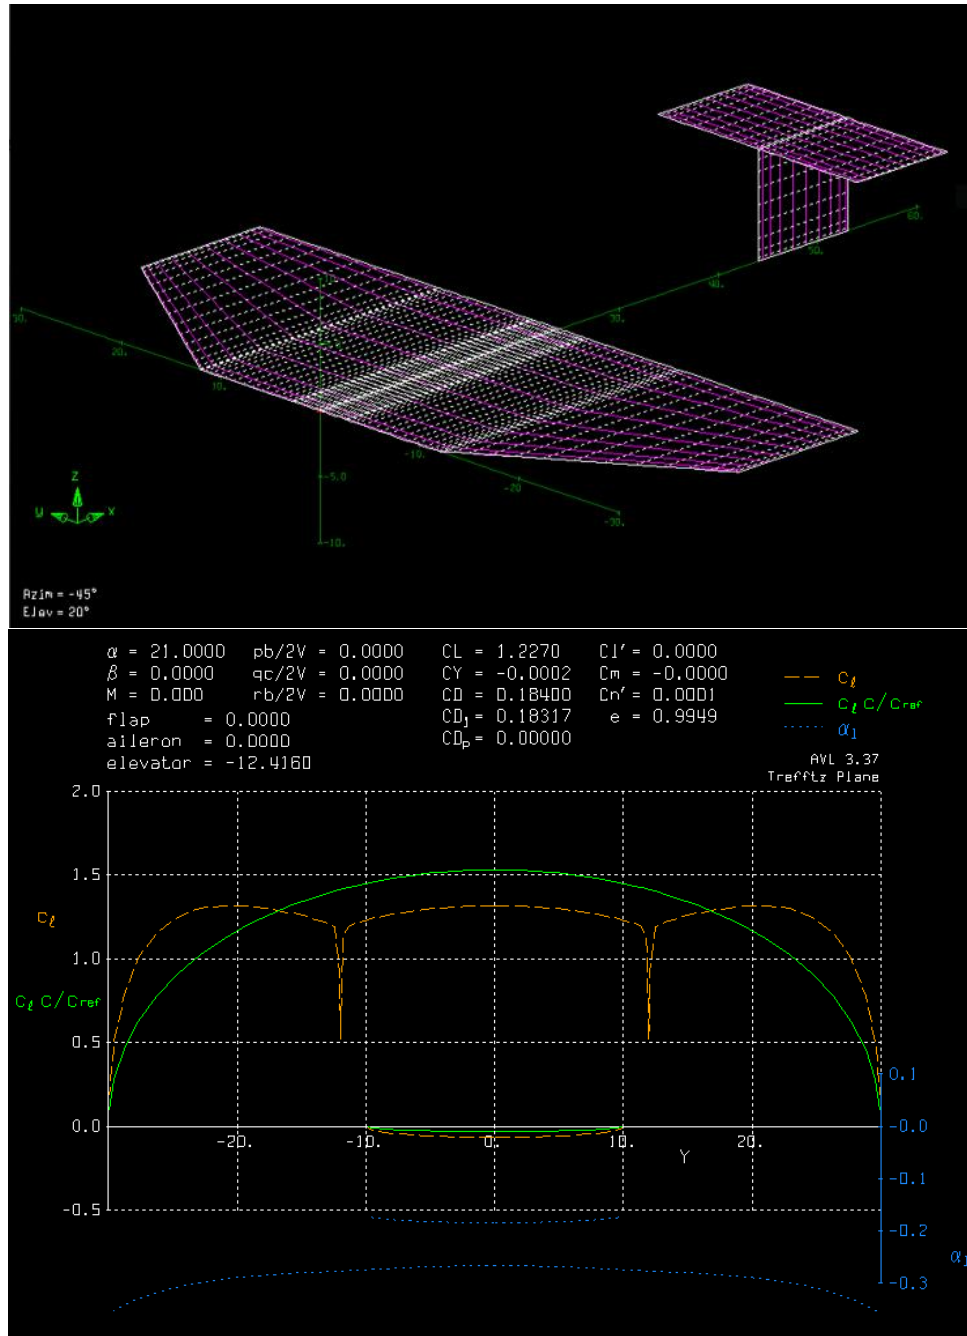 60.
50.
40.
10.
30.
30.
20.
10.
-10.
-5.0
-20
-30.
-10.
Z
Y X
Azim = -45°
Elev = 20°
α = 21.0000 pb/2V = 0.0000 CL = 1.2270 Cl' = 0.0000
β = 0.0000 qc/2V = 0.0000 CY = -0.0002 Cm = -0.0000
M = 0.000 rb/2V = 0.0000 CD = 0.18400 Cn' = 0.0001
CDi = 0.18317 e = 0.9949
CDp = 0.00000
flap = 0.0000
aileron = 0.0000
elevator = -12.4160
Cℓ
Cℓ C/Cref
αi
AVL 3.37
Trefftz Plane
2.0
1.5
Cℓ
1.0
Cℓ C/Cref
0.5
0.1
0.0 -20. -10. 0. 10. 20. -0.0
Y
-0.1
-0.5
-0.2
αi
-0.3